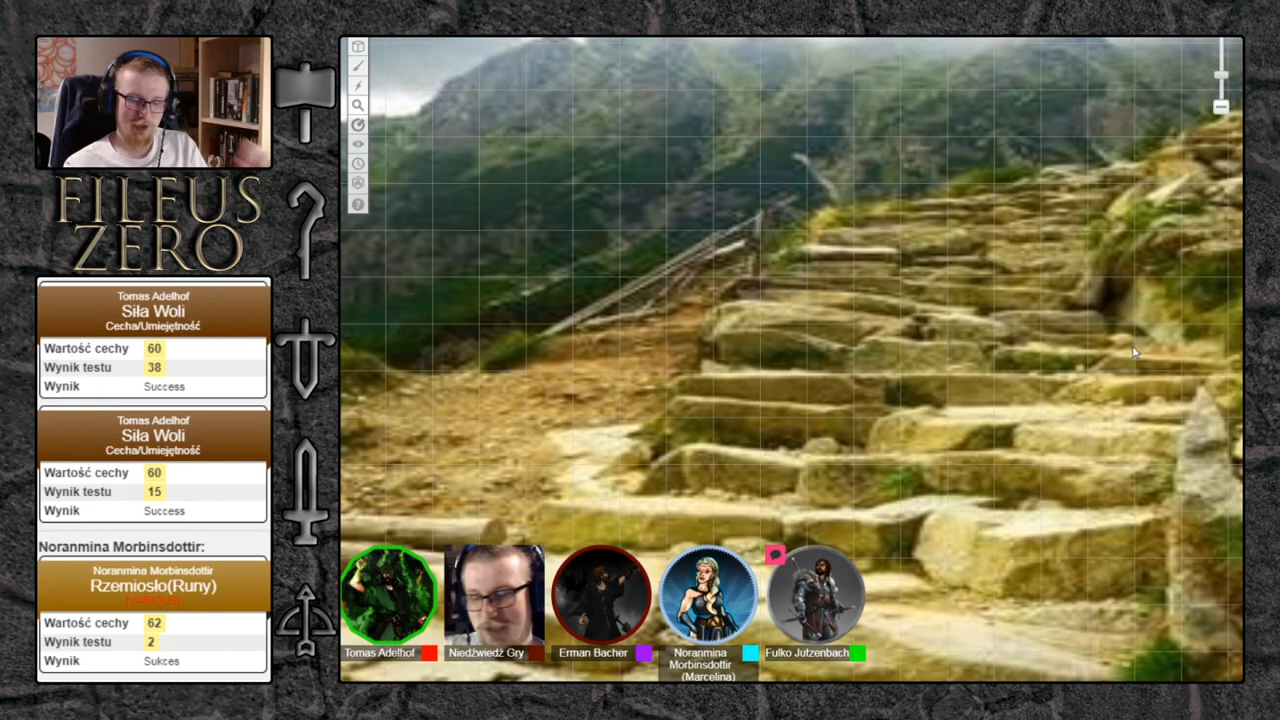 FILEUS
ZERO
Tomas Adelhof
Siła Woli
Cecha/Umiejętność
Wartość cechy 60
Wynik testu 38
Wynik Success
Tomas Adelhof
Siła Woli
Cecha/Umiejętność
Wartość cechy 60
Wynik testu 15
Wynik Success
Noranmina Morbinsdottir:
Noranmina Morbinsdottir
Rzemiosło(Runy)
Wartość cechy 62
Wynik testu 2
Wynik Sukces
Tomas Adelhof
Niedźwiedź Gry
Erman Bacher
Noranmina
Morbinsdottir
(Marcelina)
Fulko Jutzenbach